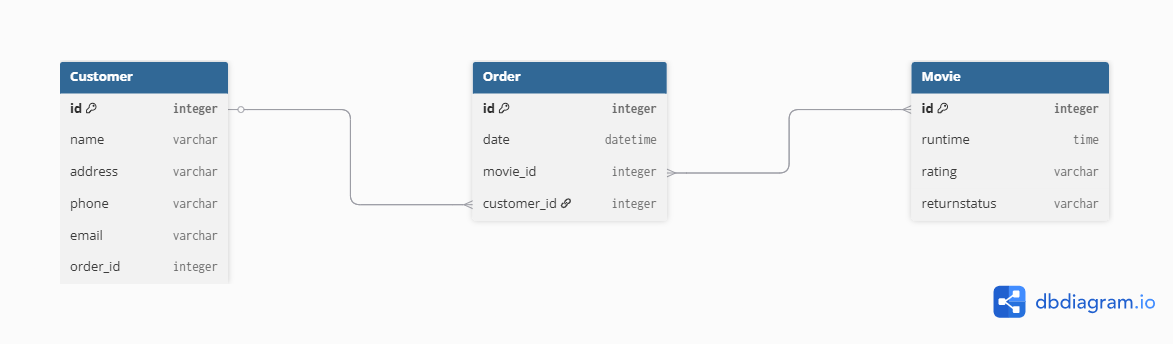 Customer
id integer
name varchar
address varchar
phone varchar
email varchar
order_id integer
Order
id integer
date datetime
movie_id integer
customer_id integer
Movie
id integer
runtime time
rating varchar
returnstatus varchar
dbdiagram.io